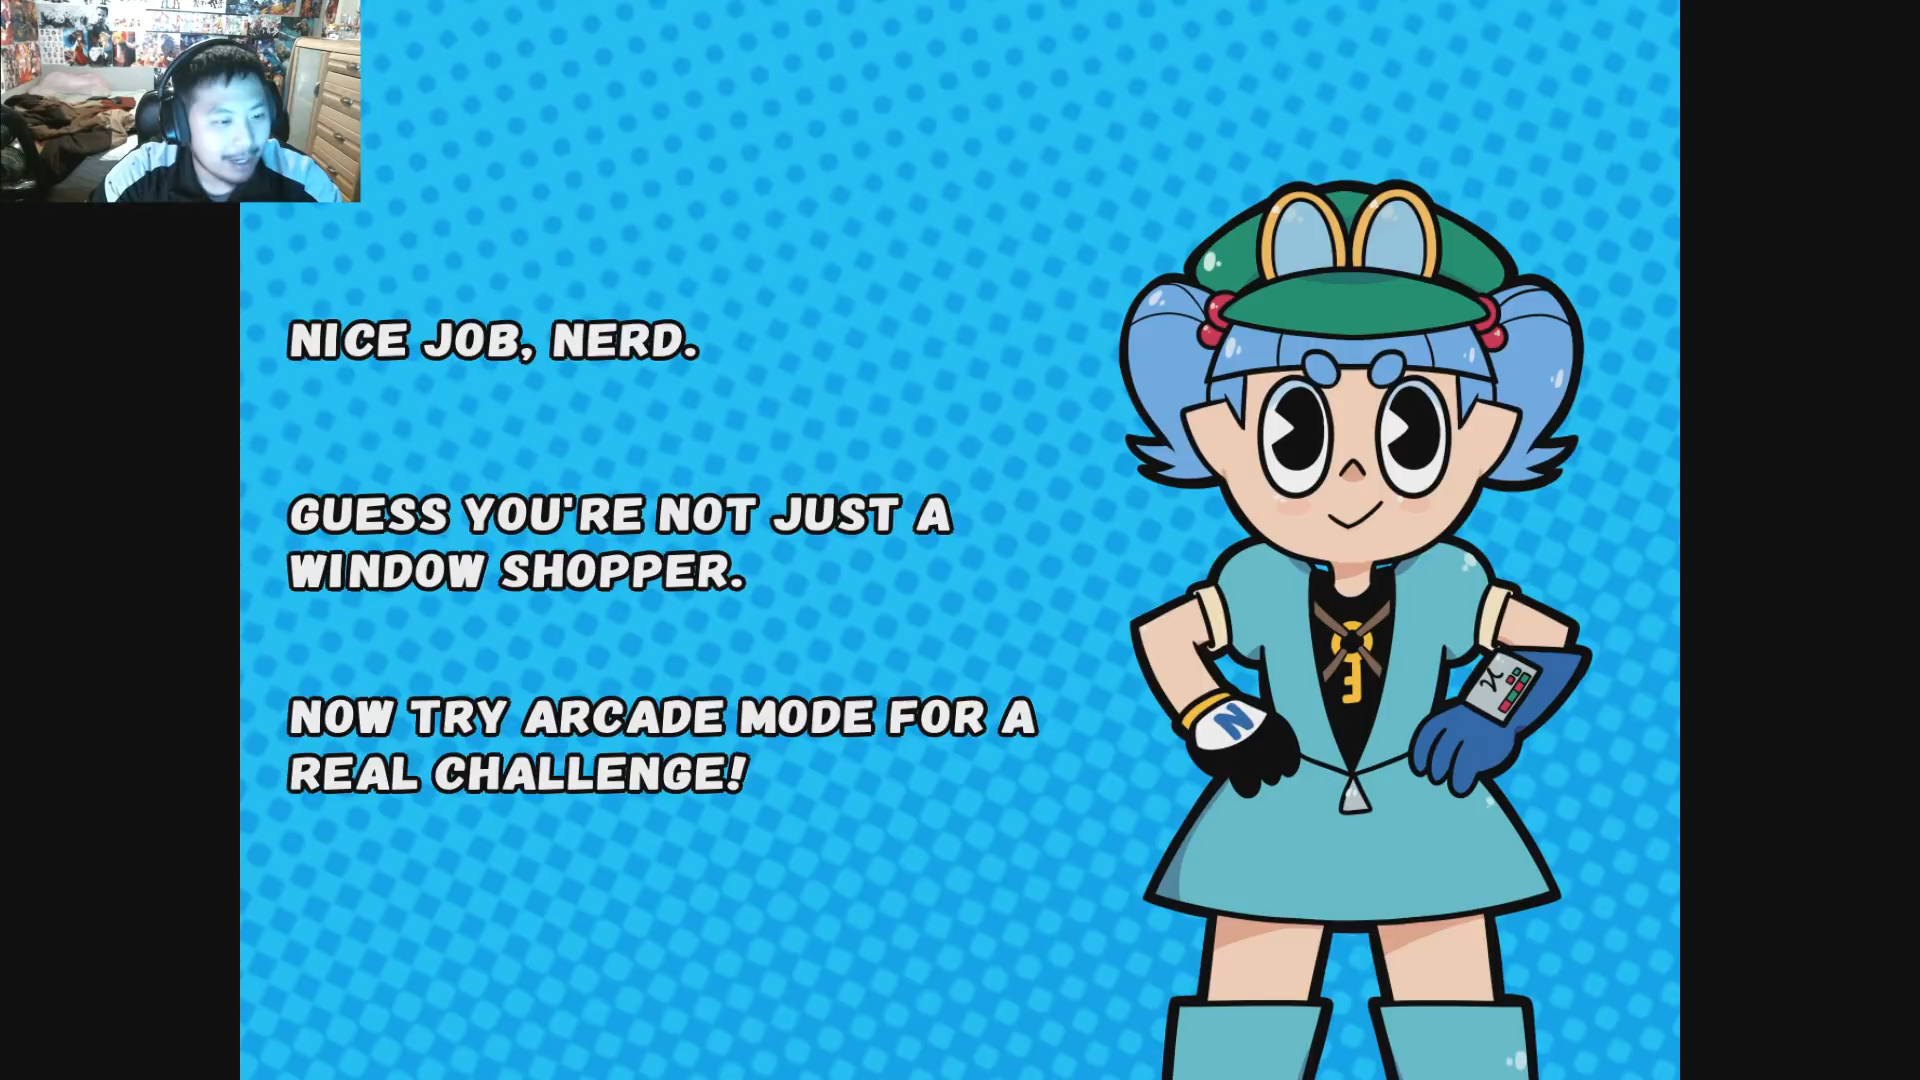 NICE JOB, NERD.
GUESS YOU'RE NOT JUST A
WINDOW SHOPPER.
NOW TRY ARCADE MODE FOR A
REAL CHALLENGE!
N